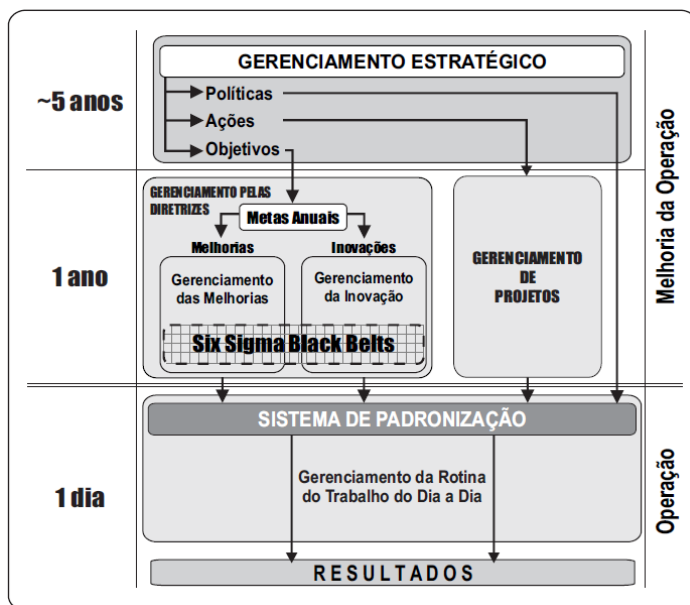 GERENCIAMENTO ESTRATÉGICO
~5 anos
Políticas
Ações
Objetivos
Melhoria da Operação
1 ano
GERENCIAMENTO PELAS
DIRETRIZES
Metas Anuais
Melhorias
Inovações
Gerenciamento
das Melhorias
Gerenciamento
da Inovação
Six Sigma Black Belts
GERENCIAMENTO
DE
PROJETOS
1 dia
SISTEMA DE PADRONIZAÇÃO
Gerenciamento da Rotina
do Trabalho do Dia a Dia
Operação
RESULTADOS